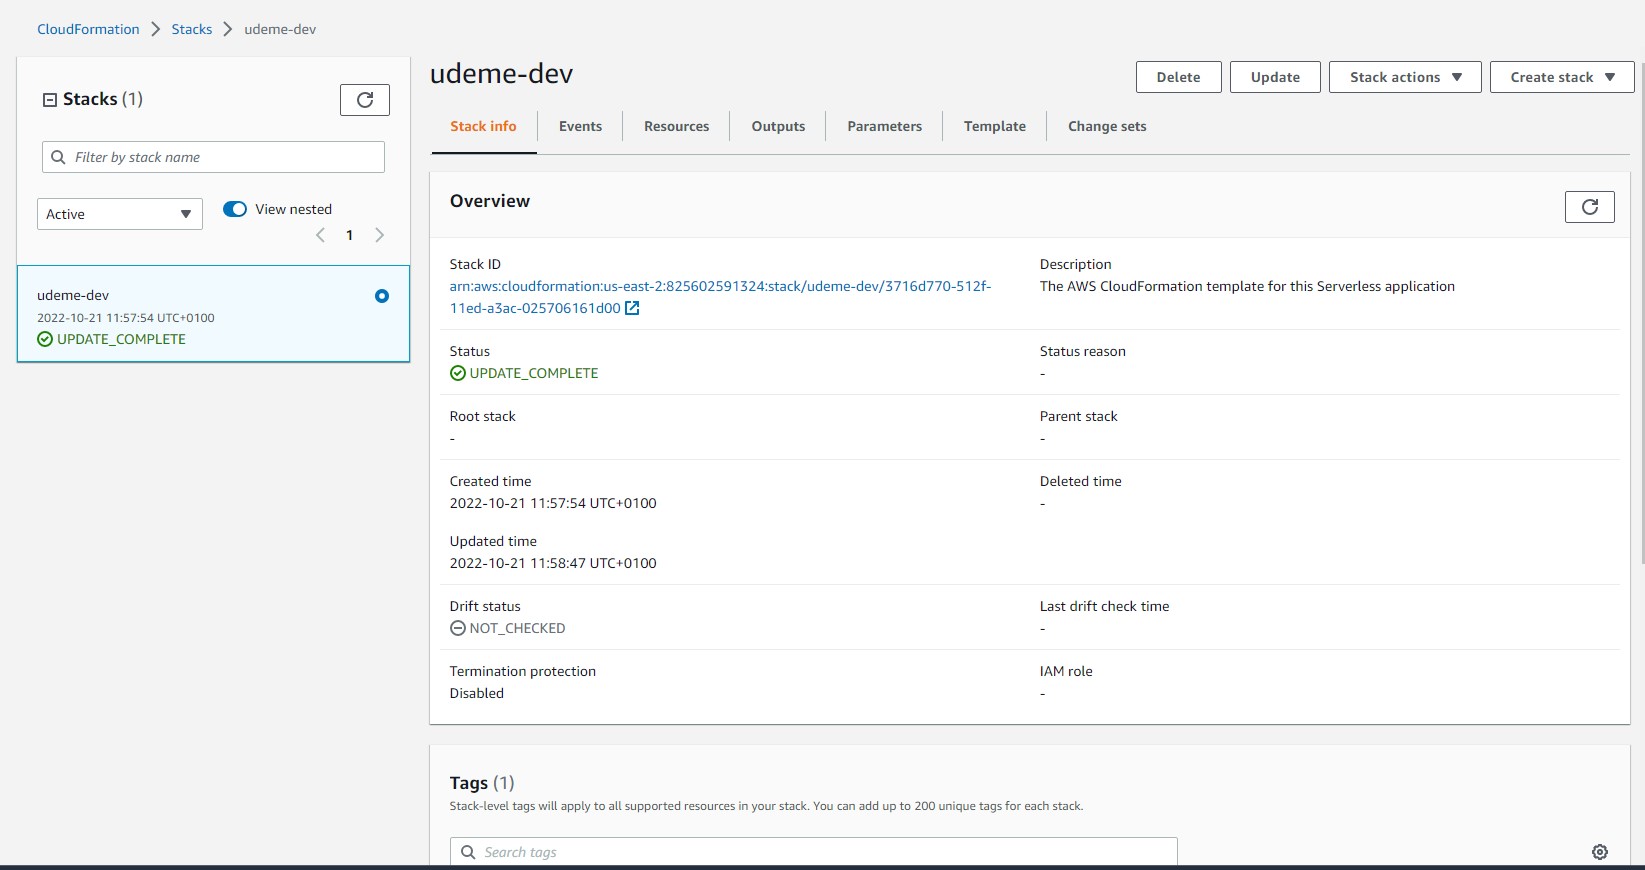 CloudFormation > Stacks > udeme-dev
Stacks (1)
Filter by stack name
Active
View nested
1
udeme-dev
2022-10-21 11:57:54 UTC+0100
UPDATE_COMPLETE
udeme-dev
Delete
Update
Stack actions
Create stack
Stack info
Events
Resources
Outputs
Parameters
Template
Change sets
Overview
Stack ID
arn:aws:cloudformation:us-east-2:825602591324:stack/udeme-dev/3716d770-512f-
11ed-a3ac-025706161d00
Description
The AWS CloudFormation template for this Serverless application
Status
UPDATE_COMPLETE
Status reason
-
Root stack
-
Parent stack
-
Created time
2022-10-21 11:57:54 UTC+0100
Deleted time
-
Updated time
2022-10-21 11:58:47 UTC+0100
Drift status
NOT_CHECKED
Last drift check time
-
Termination protection
Disabled
IAM role
-
Tags (1)
Stack-level tags will apply to all supported resources in your stack. You can add up to 200 unique tags for each stack.
Search tags